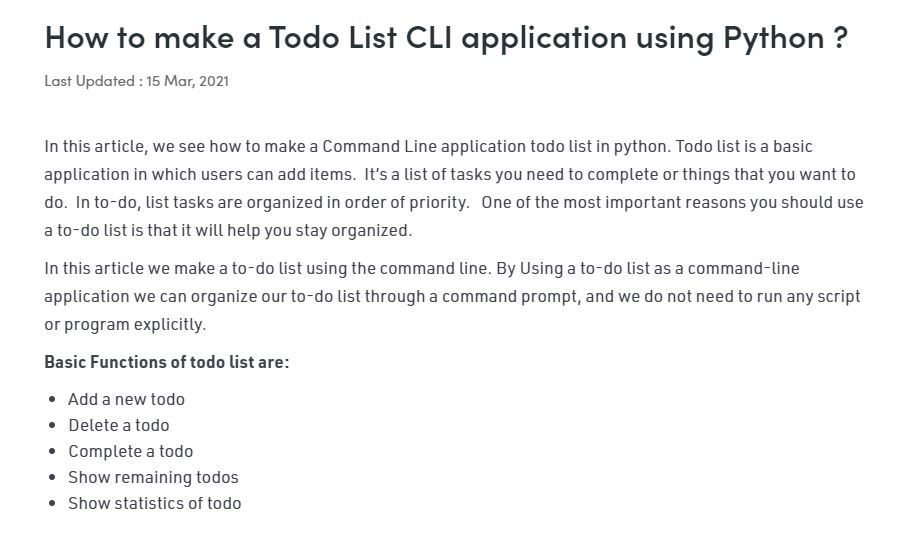 How to make a Todo List CLI application using Python ?
Last Updated : 15 Mar, 2021
In this article, we see how to make a Command Line application todo list in python. Todo list is a basic
application in which users can add items.  It's a list of tasks you need to complete or things that you want to
do.  In to-do, list tasks are organized in order of priority.   One of the most important reasons you should use
a to-do list is that it will help you stay organized.
In this article we make a to-do list using the command line. By Using a to-do list as a command-line
application we can organize our to-do list through a command prompt, and we do not need to run any script
or program explicitly.
Basic Functions of todo list are:
• Add a new todo
• Delete a todo
• Complete a todo
• Show remaining todos
• Show statistics of todo